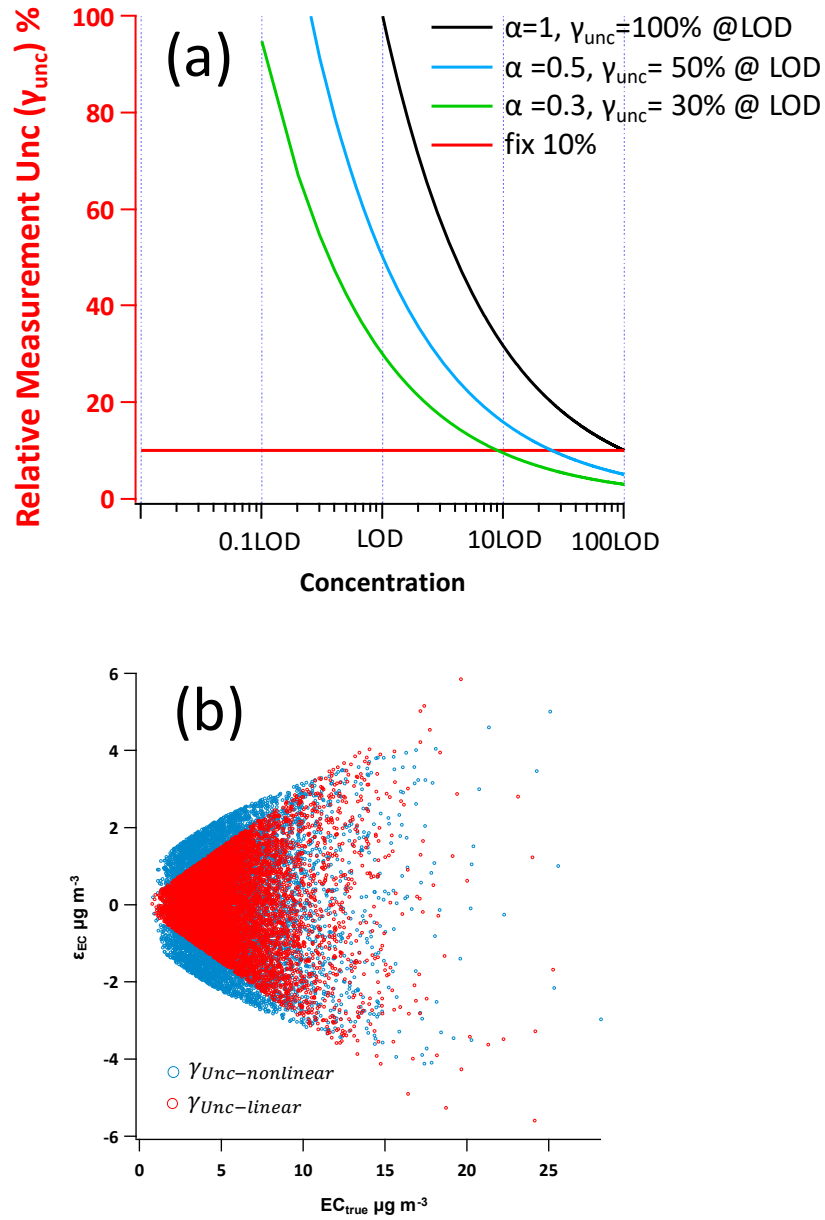 (a)
Relative Measurement Unc (γunc) %
100
80
60
40
20
0
α=1, γunc=100% @LOD
α =0.5, γunc= 50% @ LOD
α =0.3, γunc= 30% @ LOD
fix 10%
0.1LOD LOD 10LOD 100LOD
Concentration
(b)
εEC µg m-3
6
4
2
0
-2
-4
-6
γUnc−nonlinear
γUnc−linear
0 5 10 15 20 25
ECtrue µg m-3